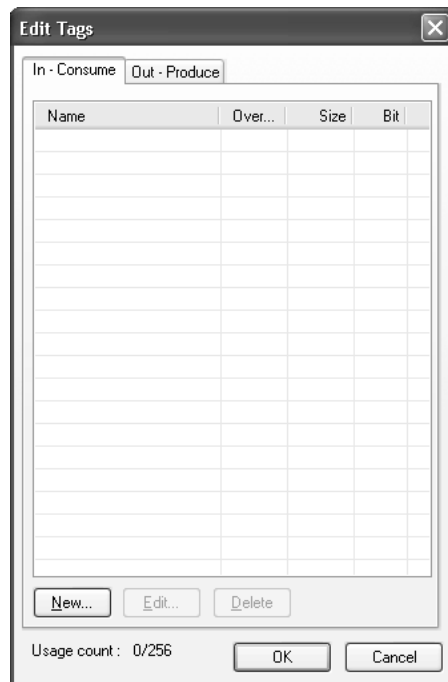 Edit Tags
In - Consume Out - Produce
Name Over... Size Bit
New... Edit... Delete
Usage count : 0/256 OK Cancel